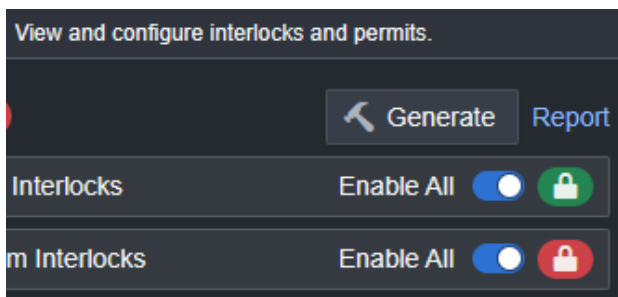 View and configure interlocks and permits.
Generate Report
Interlocks Enable All
m Interlocks Enable All